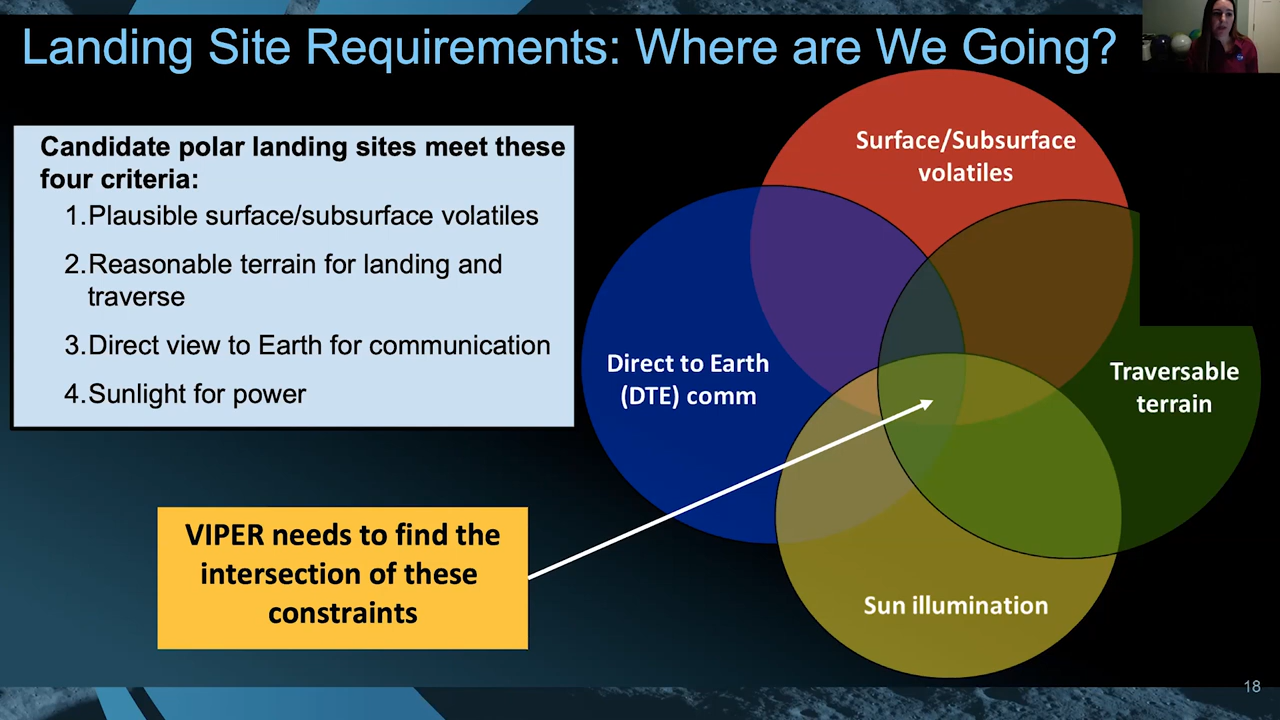 Landing Site Requirements: Where are We Going?
Candidate polar landing sites meet these
four criteria:
1.Plausible surface/subsurface volatiles
2.Reasonable terrain for landing and
traverse
3.Direct view to Earth for communication
4.Sunlight for power
VIPER needs to find the
intersection of these
constraints
Surface/Subsurface
volatiles
Direct to Earth
(DTE) comm
Traversable
terrain
Sun illumination
18